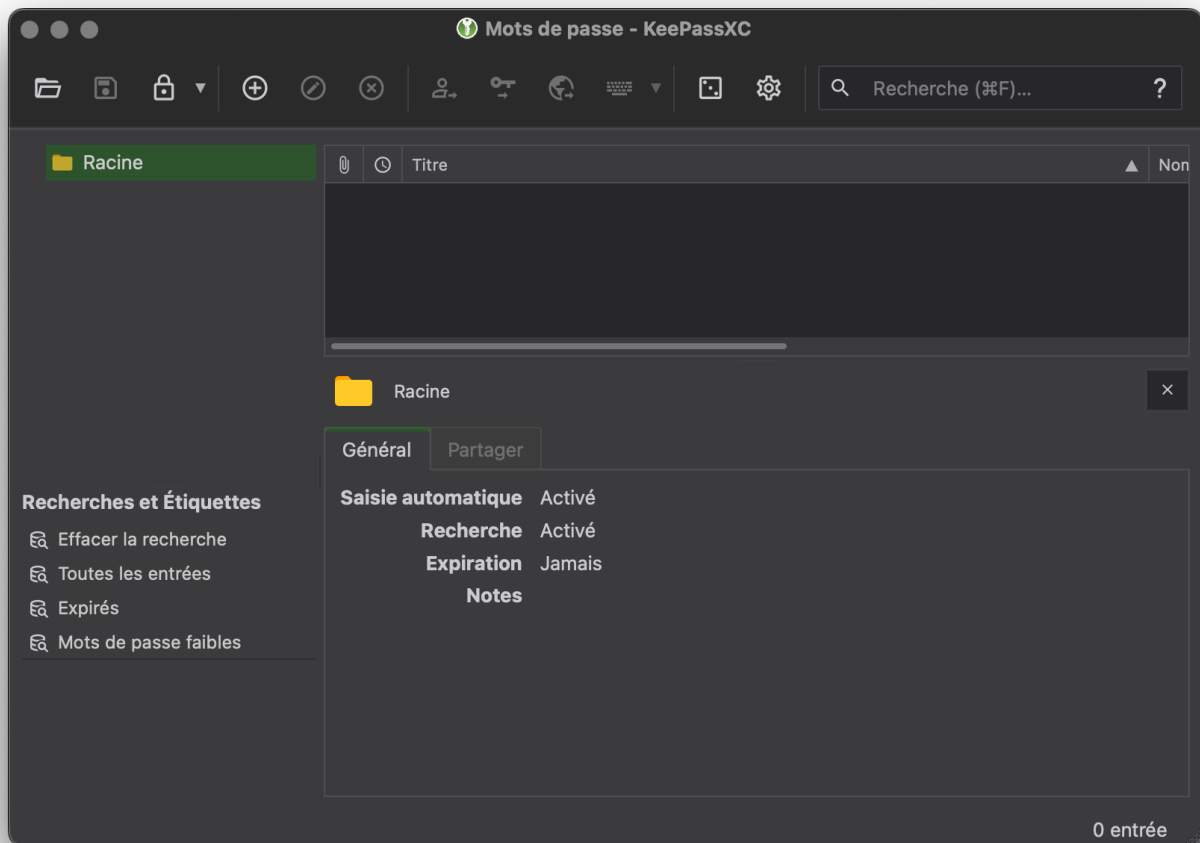 Mots de passe - KeePassXC
Recherche (⌘F)... ?
Racine
Titre Nom
Racine
Général Partager
Saisie automatique Activé
Recherche Activé
Expiration Jamais
Notes
Recherches et Étiquettes
Effacer la recherche
Toutes les entrées
Expirés
Mots de passe faibles
0 entrée